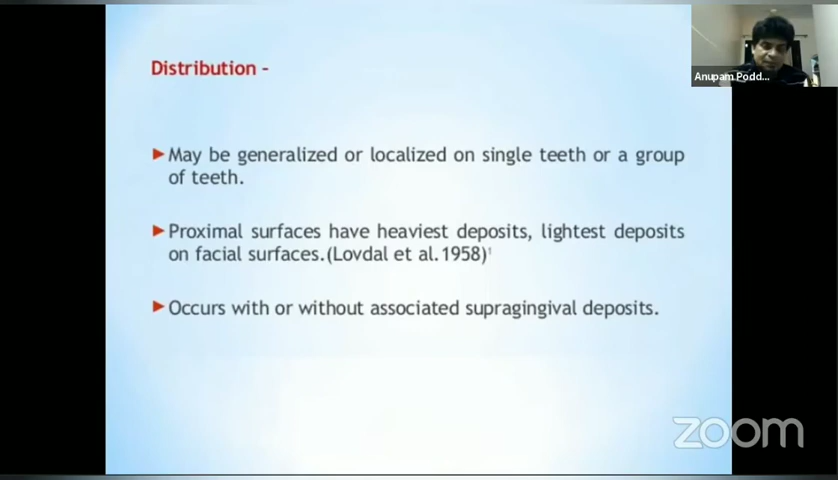 Anupam Podd...
Distribution -
►May be generalized or localized on single teeth or a group
of teeth.
►Proximal surfaces have heaviest deposits, lightest deposits
on facial surfaces.(Lovdal et al.1958)¹
►Occurs with or without associated supragingival deposits.
zoom